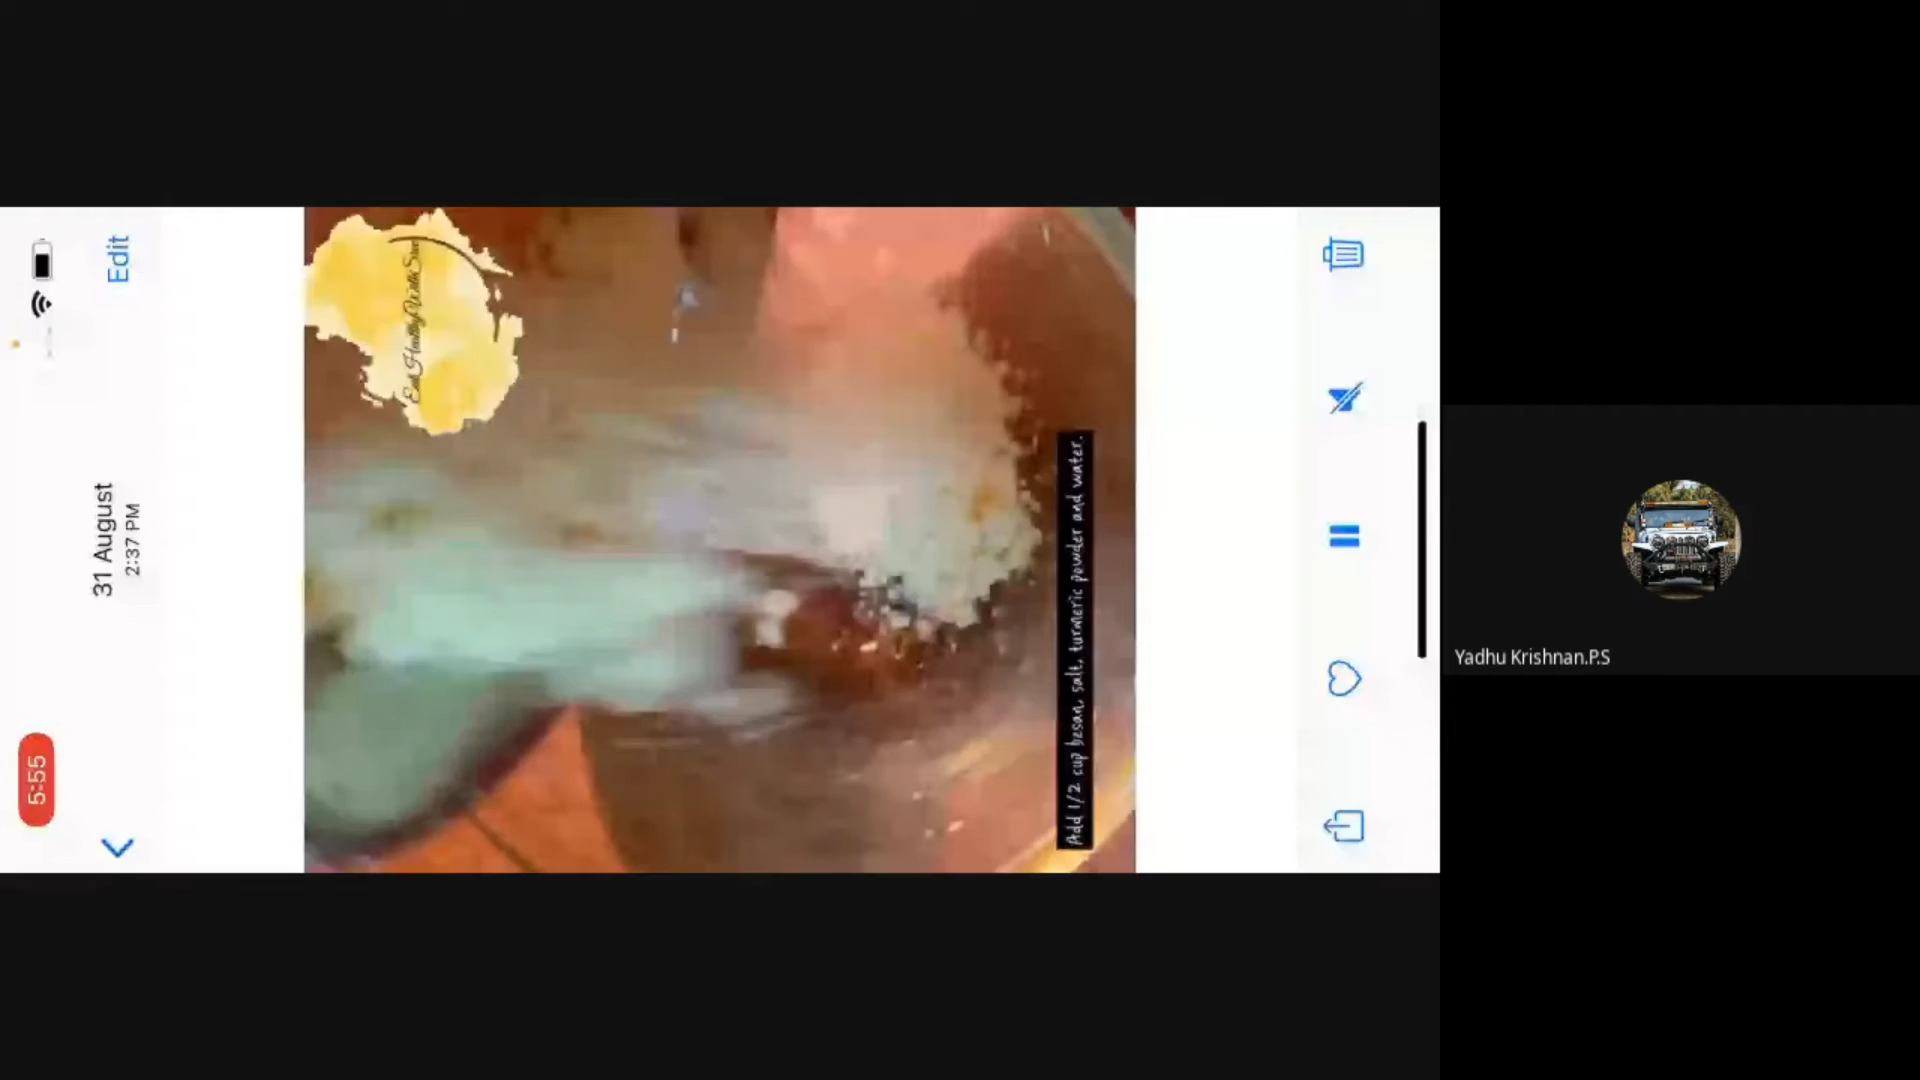 5:55
31 August
2:37 PM
Edit
EatHealthyWithSree
Add 1/2 cup besan, salt, turmeric powder and water.
Yadhu Krishnan.P.S